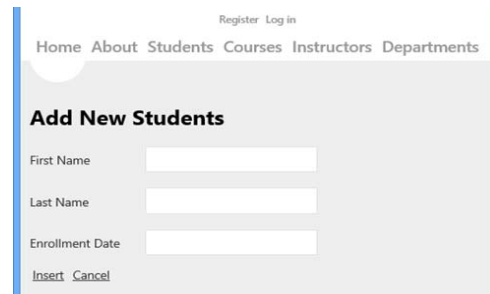 Register Log in
Home About Students Courses Instructors Departments
Add New Students
First Name
Last Name
Enrollment Date
Insert Cancel